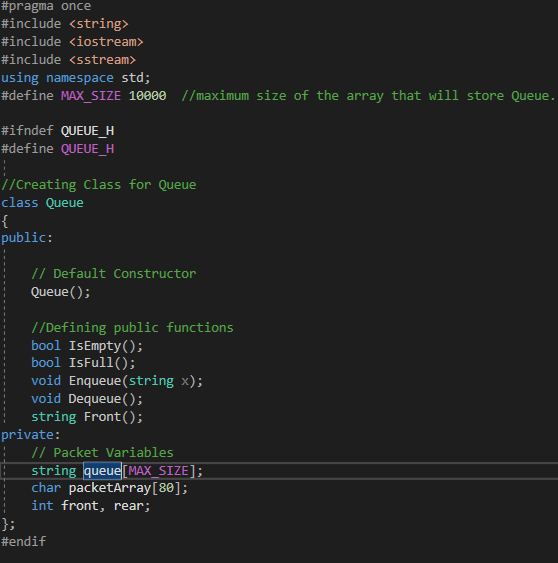 #pragma once
#include <string>
#include <iostream>
#include <sstream>
using namespace std;
#define MAX_SIZE 10000  //maximum size of the array that will store Queue.
#ifndef QUEUE_H
#define QUEUE_H
//Creating Class for Queue
class Queue
{
public:
    // Default Constructor
    Queue();
    //Defining public functions
    bool IsEmpty();
    bool IsFull();
    void Enqueue(string x);
    void Dequeue();
    string Front();
private:
    // Packet Variables
    string queue[MAX_SIZE];
    char packetArray[80];
    int front, rear;
};
#endif